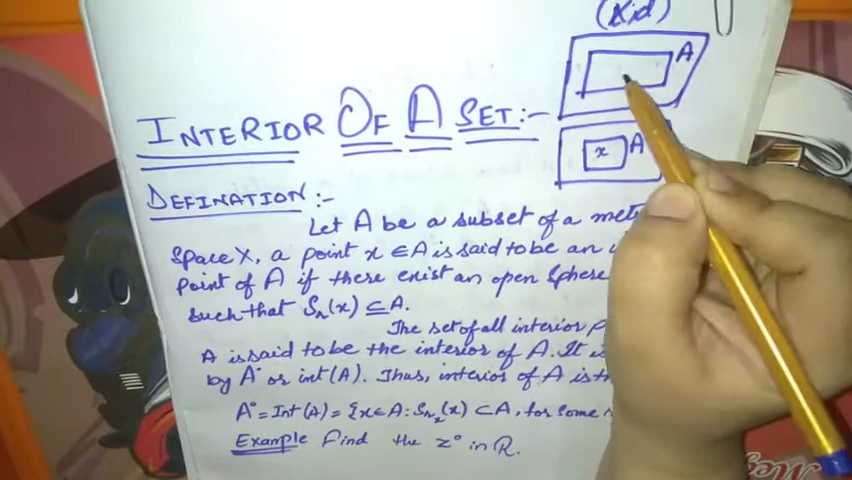 (X,d)
A
INTERIOR OF A SET:-
x A
DEFINATION :-
Let A be a subset of a met
Space X, a point x ∈ A is said to be an
point of A if there exist an open Sphere
such that Sr(x) ⊆ A.
The set of all interior
A is said to be the interior of A. It is
by A° or int(A). Thus, interior of A is
A° = Int(A) = {x∈A: Srx(x) ⊂ A, for some
Example Find the Z° in R.